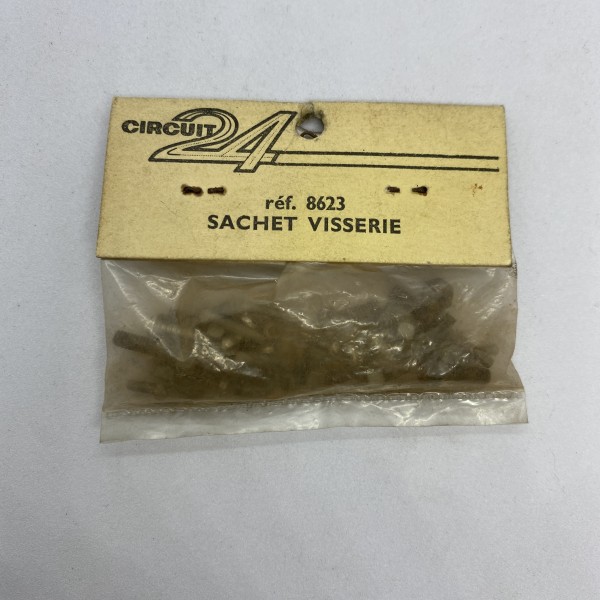 CIRCUIT 24
réf. 8623
SACHET VISSERIE